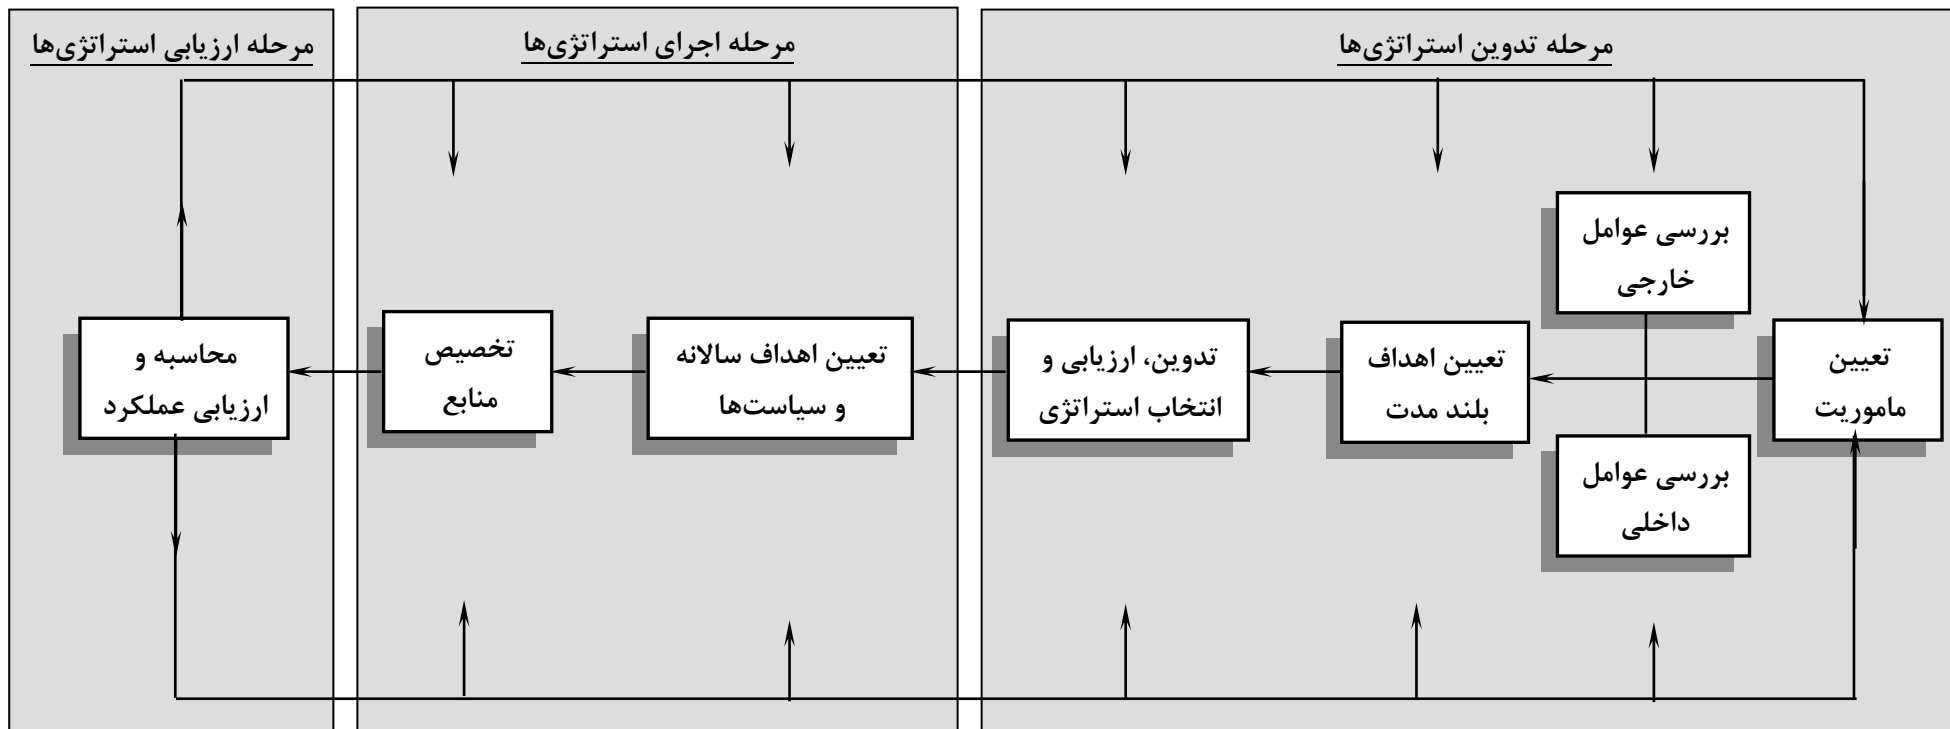 مرحله تدوین استراتژی‌ها
مرحله اجرای استراتژی‌ها
مرحله ارزیابی استراتژی‌ها
تعیین
ماموریت
بررسی عوامل
خارجی
بررسی عوامل
داخلی
تعیین اهداف
بلند مدت
تدوین، ارزیابی و
انتخاب استراتژی
تعیین اهداف سالانه
و سیاست‌ها
تخصیص
منابع
محاسبه و
ارزیابی عملکرد